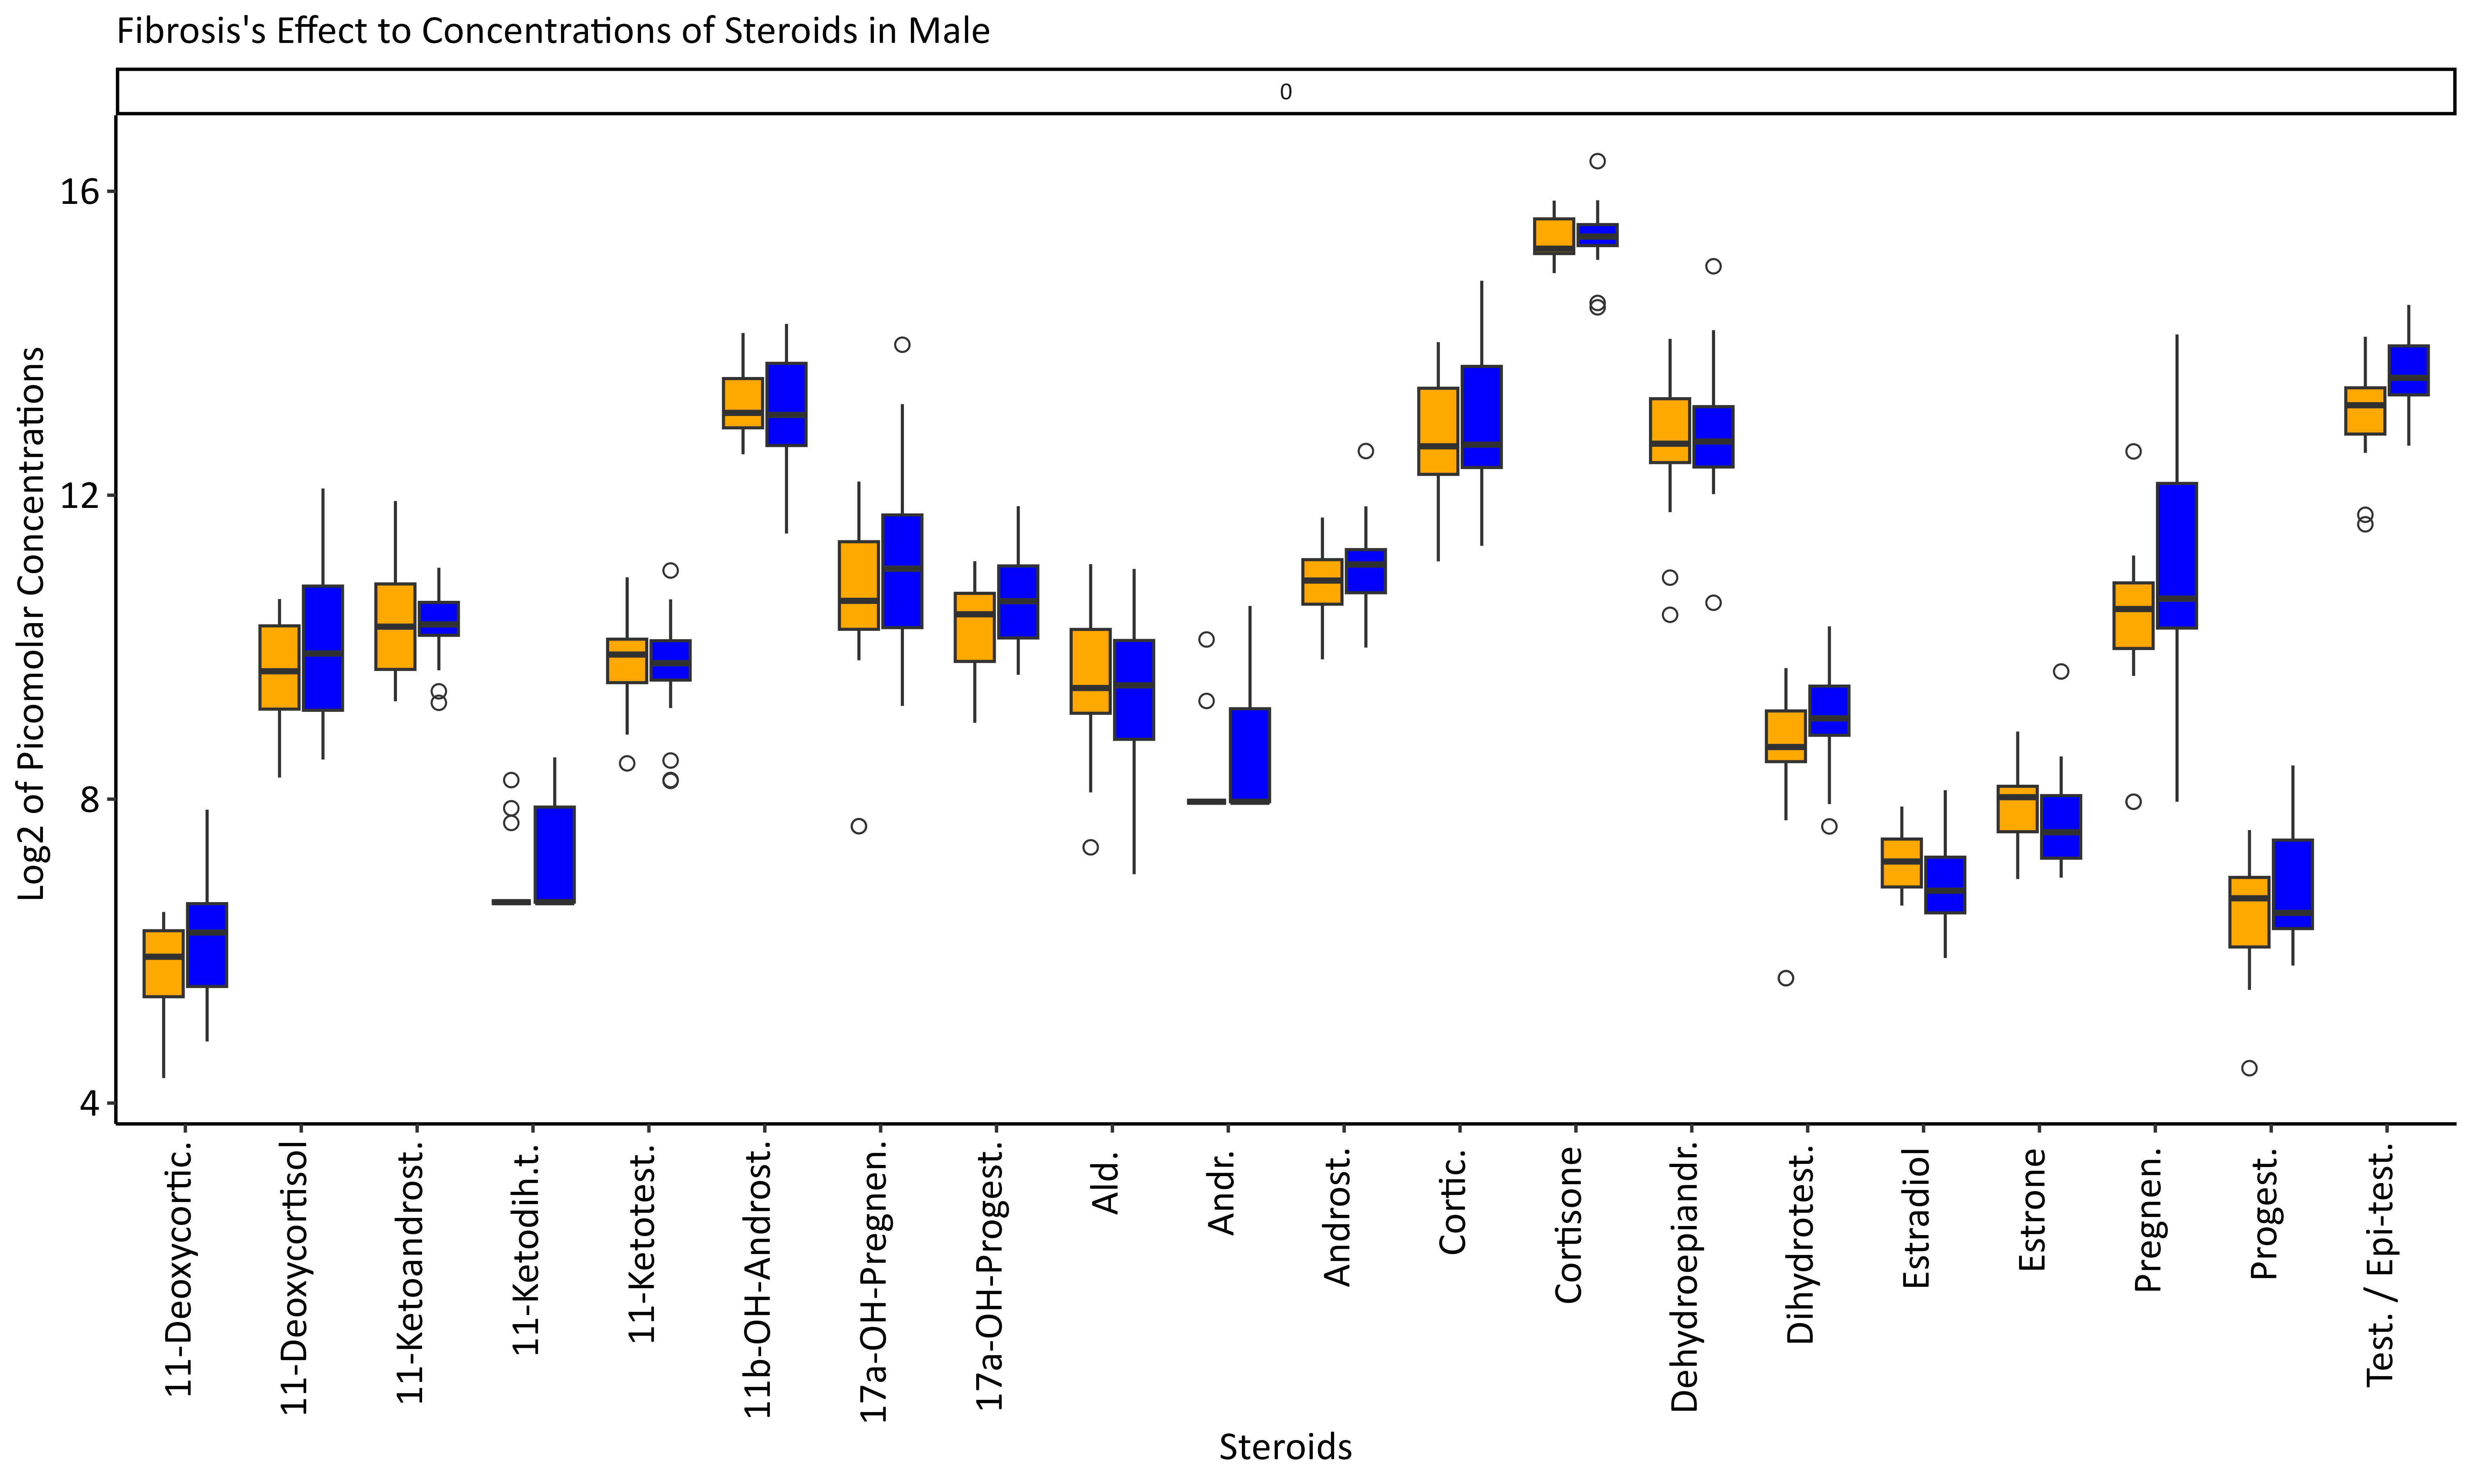 Fibrosis's Effect to Concentrations of Steroids in Male
0
Log2 of Picomolar Concentrations
16
12
8
4
11-Deoxycortic.
11-Deoxycortisol
11-Ketoandrost.
11-Ketodih.t.
11-Ketotest.
11b-OH-Androst.
17a-OH-Pregnen.
17a-OH-Progest.
Ald.
Andr.
Androst.
Cortic.
Cortisone
Dehydroepiandr.
Dihydrotest.
Estradiol
Estrone
Pregnen.
Progest.
Test. / Epi-test.
Steroids